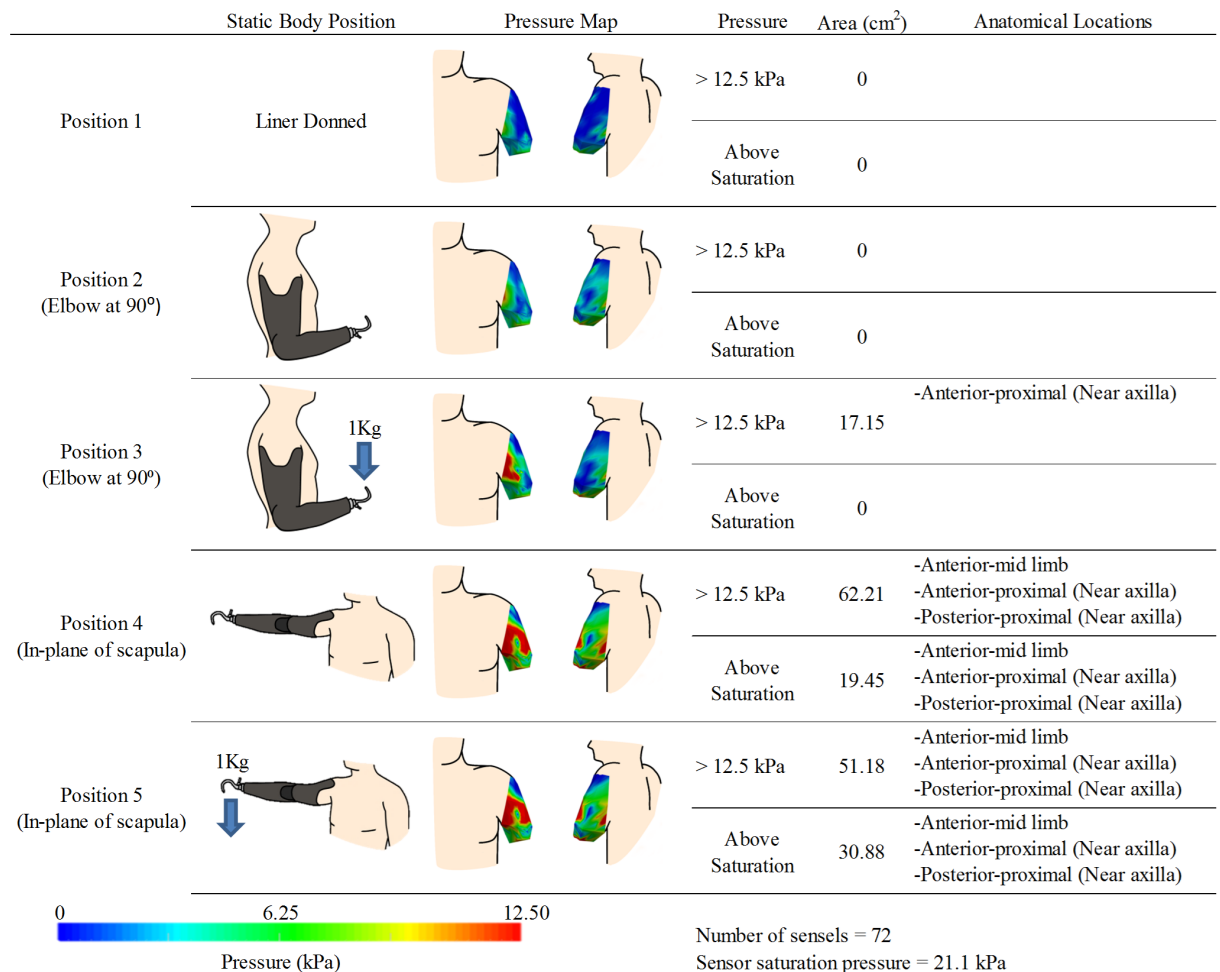 Static Body Position Pressure Map Pressure Area (cm²) Anatomical Locations
Position 1
Liner Donned
> 12.5 kPa
0
Above
Saturation
0
Position 2
(Elbow at 90⁰)
> 12.5 kPa
0
Above
Saturation
0
Position 3
(Elbow at 90⁰)
1Kg
> 12.5 kPa
17.15
-Anterior-proximal (Near axilla)
Above
Saturation
0
Position 4
(In-plane of scapula)
> 12.5 kPa
62.21
-Anterior-mid limb
-Anterior-proximal (Near axilla)
-Posterior-proximal (Near axilla)
Above
Saturation
19.45
-Anterior-mid limb
-Anterior-proximal (Near axilla)
-Posterior-proximal (Near axilla)
Position 5
(In-plane of scapula)
1Kg
> 12.5 kPa
51.18
-Anterior-mid limb
-Anterior-proximal (Near axilla)
-Posterior-proximal (Near axilla)
Above
Saturation
30.88
-Anterior-mid limb
-Anterior-proximal (Near axilla)
-Posterior-proximal (Near axilla)
0 6.25 12.50
Pressure (kPa)
Number of sensels = 72
Sensor saturation pressure = 21.1 kPa